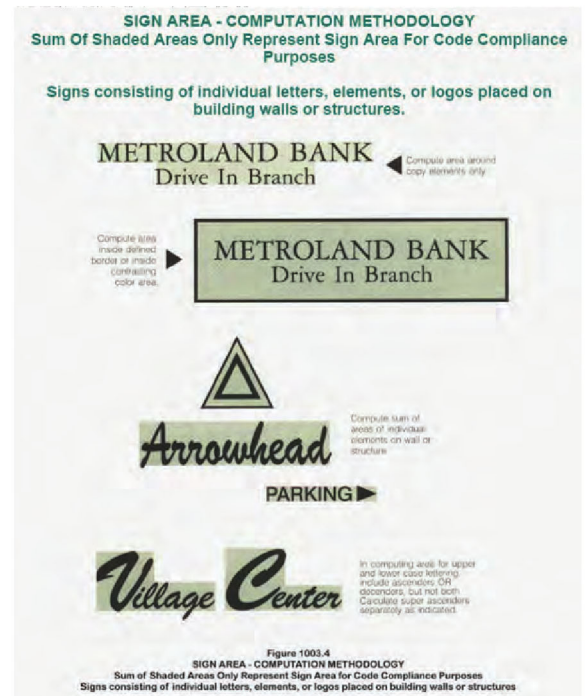 SIGN AREA - COMPUTATION METHODOLOGY
Sum Of Shaded Areas Only Represent Sign Area For Code Compliance
Purposes
Signs consisting of individual letters, elements, or logos placed on
building walls or structures.
METROLAND BANK
Drive In Branch
Compute area around
copy elements only
Compute area
inside defined
border or inside
contrasting
color area.
METROLAND BANK
Drive In Branch
Arrowhead
Compute sum of
areas of individual
elements on wall or
structure
PARKING
Village Center
In computing area for upper
and lower case lettering
include ascenders OR
decenders, but not both
Calculate super ascenders
separately as indicated
Figure 1003.4
SIGN AREA - COMPUTATION METHODOLOGY
Sum of Shaded Areas Only Represent Sign Area for Code Compliance Purposes
Signs consisting of individual letters, elements, or logos placed on building walls or structures